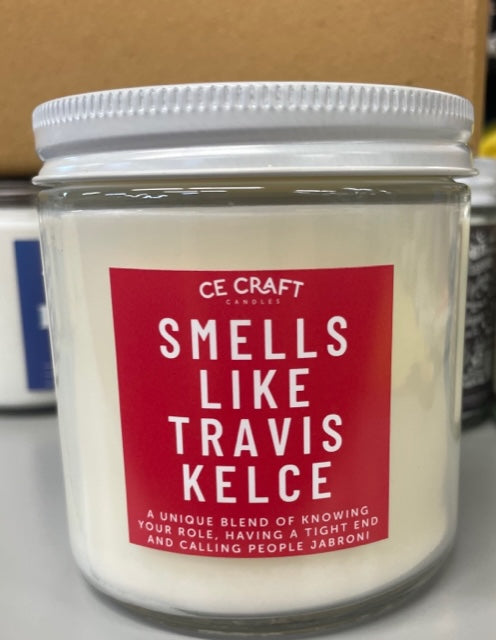 CE CRAFT
CANDLES
SMELLS
LIKE
TRAVIS
KELCE
A UNIQUE BLEND OF KNOWING
YOUR ROLE, HAVING A TIGHT END
AND CALLING PEOPLE JABRONI